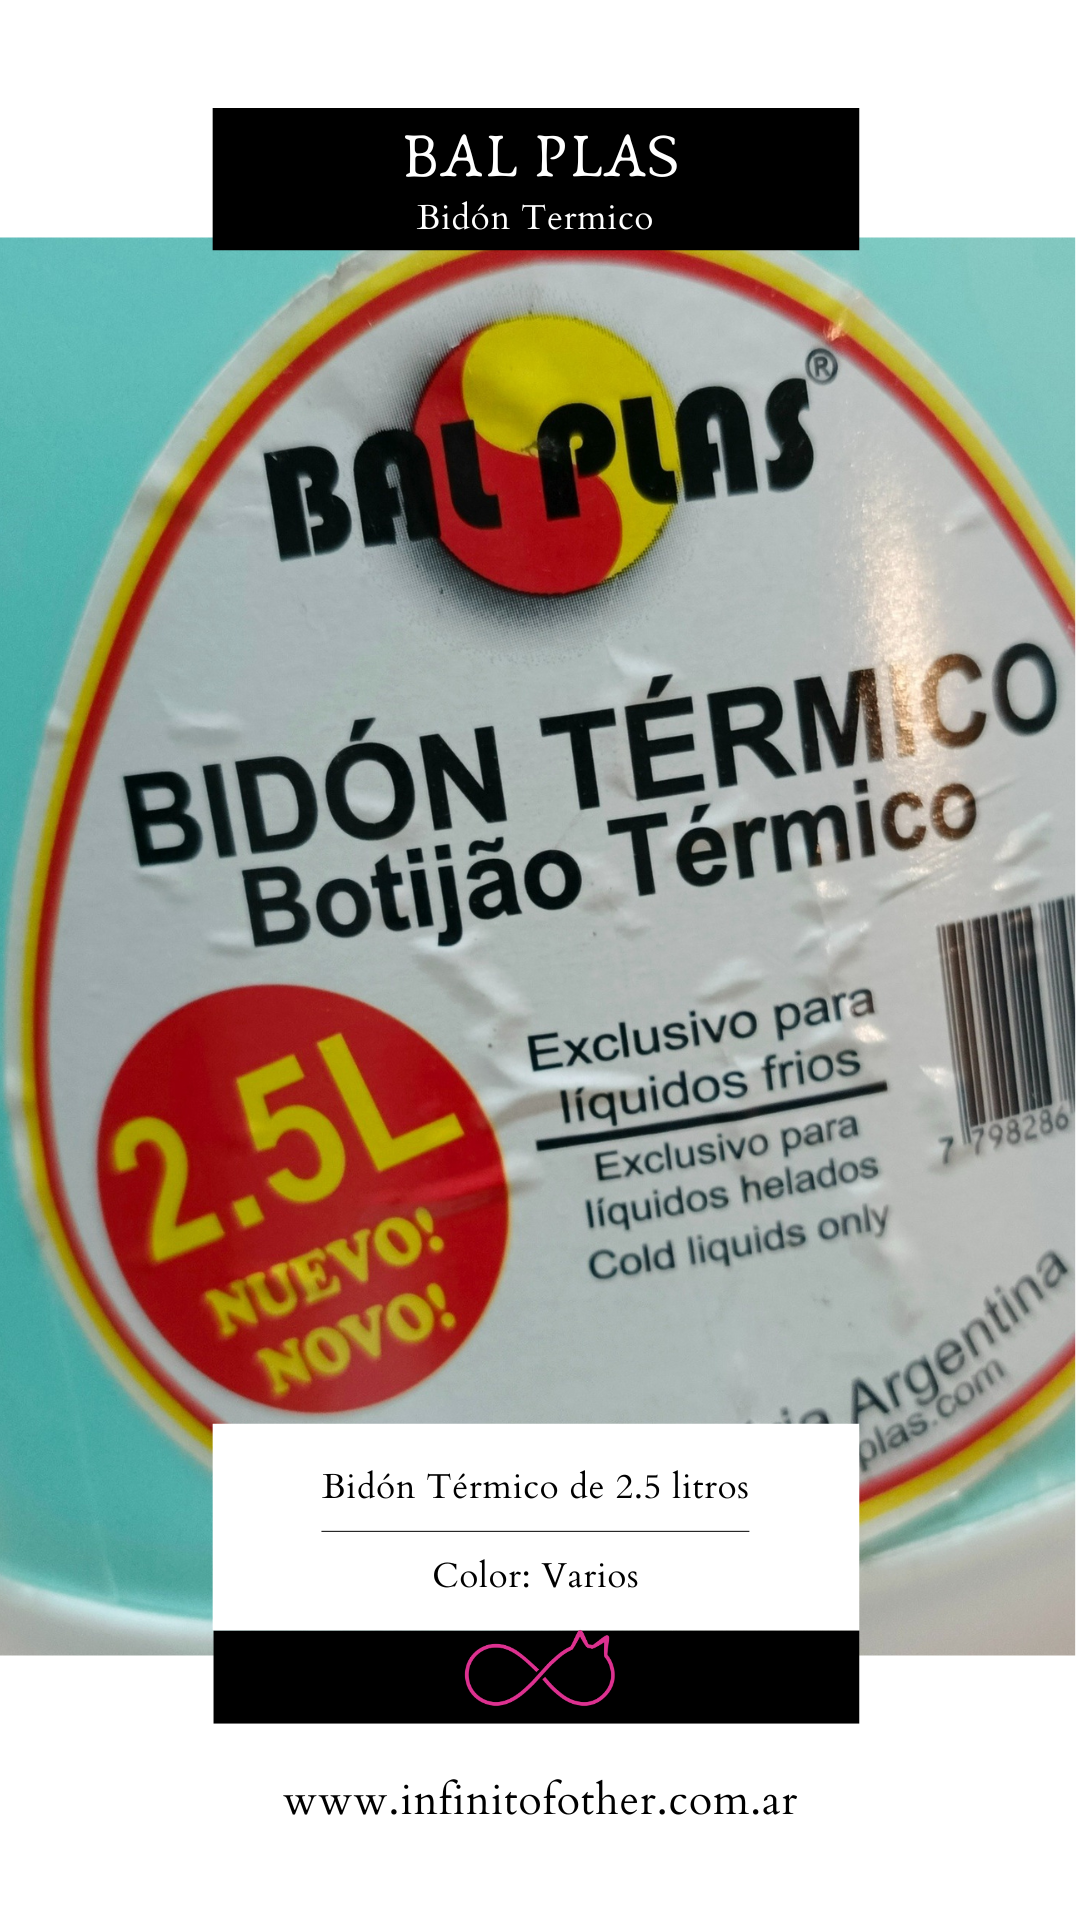 BAL PLAS
Bidón Termico
BAL PLAS®
BIDÓN TÉRMICO
Botijão Térmico
2.5L
NUEVO!
NOVO!
Exclusivo para
líquidos frios
Exclusivo para
líquidos helados
Cold liquids only
7 798286
Argentina
plas.com
Bidón Térmico de 2.5 litros
Color: Varios
www.infinitofother.com.ar